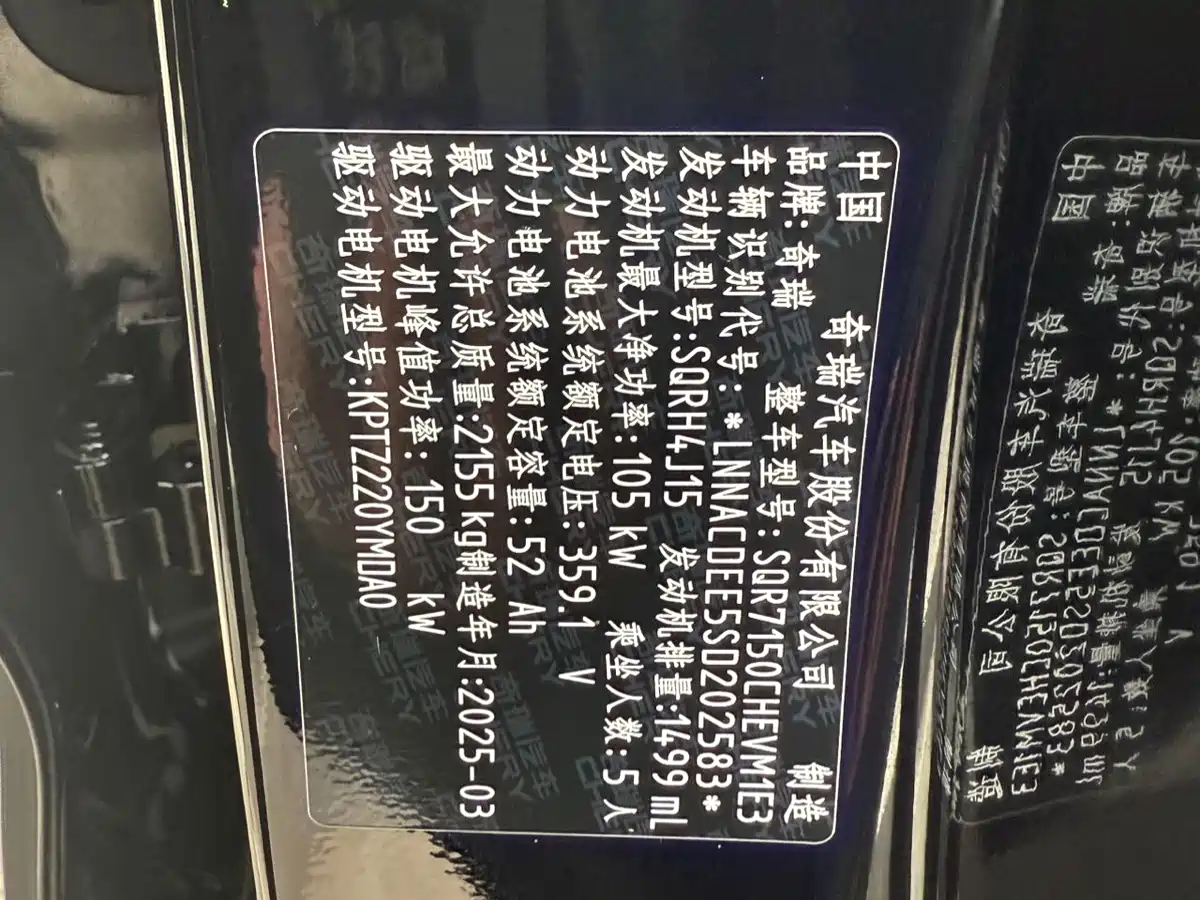 中国 奇瑞汽车股份有限公司 制造
品牌:奇瑞 整车型号:SQR7150CHEVM1E3
车辆识别代号:*LNNACDEE5SD202583*
发动机型号:SQRH4J15 发动机排量:1499mL
发动机最大净功率:105 kW 乘坐人数:5人
动力电池系统额定电压:359.1 V
动力电池系统额定容量:52 Ah
最大允许总质量:2155kg制造年月:2025-03
驱动电机峰值功率:150 kW
驱动电机型号:KPTZ220YMDA0